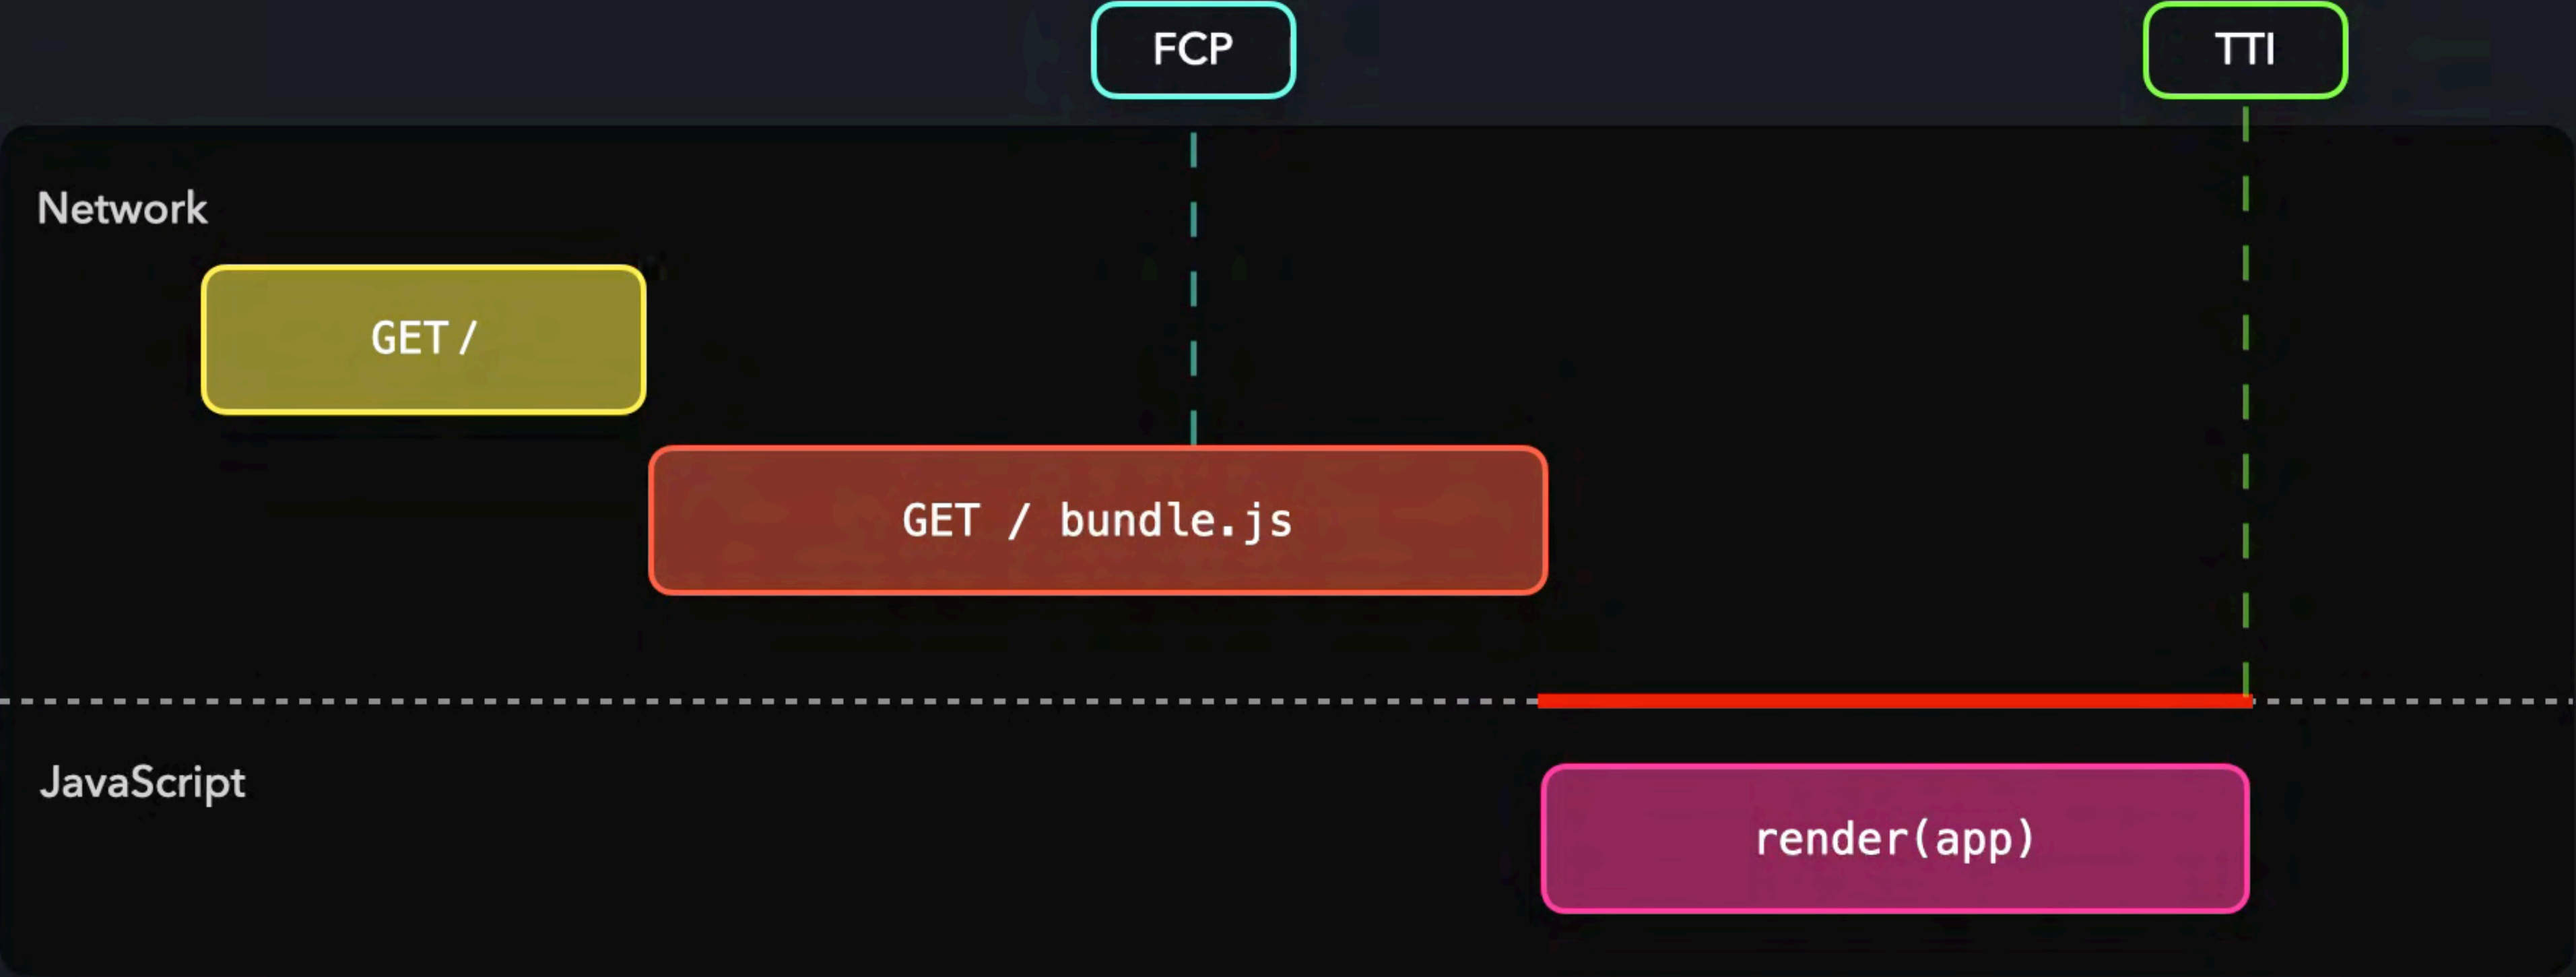 FCP
TTI
Network
GET /
GET / bundle.js
JavaScript
render(app)